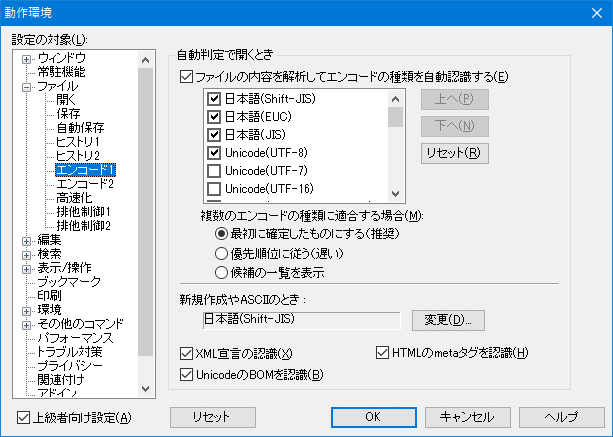 動作環境
設定の対象(L):
ウィンドウ
常駐機能
ファイル
開く
保存
自動保存
ヒストリ1
ヒストリ2
エンコード1
エンコード2
高速化
排他制御1
排他制御2
編集
検索
表示/操作
ブックマーク
印刷
環境
その他のコマンド
パフォーマンス
トラブル対策
プライバシー
関連付け
アドイン
自動判定で開くとき
ファイルの内容を解析してエンコードの種類を自動認識する(E)
日本語(Shift-JIS)
日本語(EUC)
日本語(JIS)
Unicode(UTF-8)
Unicode(UTF-7)
Unicode(UTF-16)
上へ(P)
下へ(N)
リセット(R)
複数のエンコードの種類に適合する場合(M):
最初に確定したものにする(推奨)
優先順位に従う(遅い)
候補の一覧を表示
新規作成やASCIIのとき :
日本語(Shift-JIS)
変更(D)...
XML宣言の認識(X)
HTMLのmetaタグを認識(H)
UnicodeのBOMを認識(B)
上級者向け設定(A)
リセット
OK
キャンセル
ヘルプ